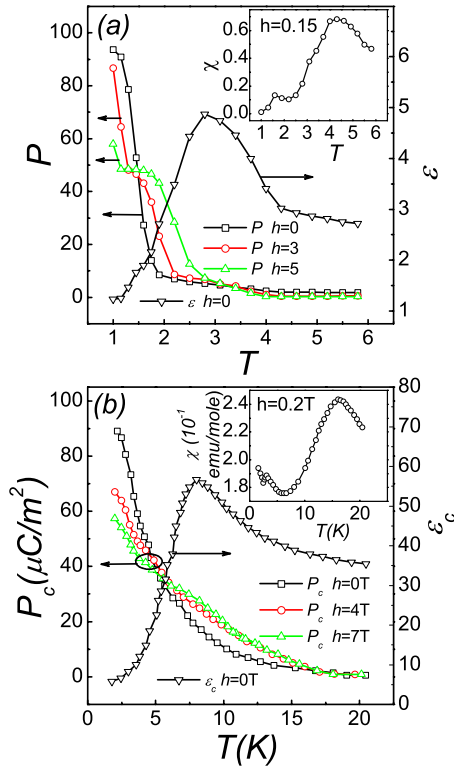 (a)
h=0.15
χ
0.6
0.4
0.2
0.0
1 2 3 4 5 6
T
P
100
80
60
40
20
0
ε
6
5
4
3
2
1
P h=0
P h=3
P h=5
ε h=0
1 2 3 4 5 6
T
(b)
h=0.2T
χ (10⁻¹ emu/mole)
2.4
2.2
2.0
1.8
0 5 10 15 20
T(K)
P_c (μC/m²)
100
80
60
40
20
0
ε_c
80
70
60
50
40
30
20
10
0
P_c h=0T
P_c h=4T
P_c h=7T
ε_c h=0T
0 5 10 15 20
T(K)